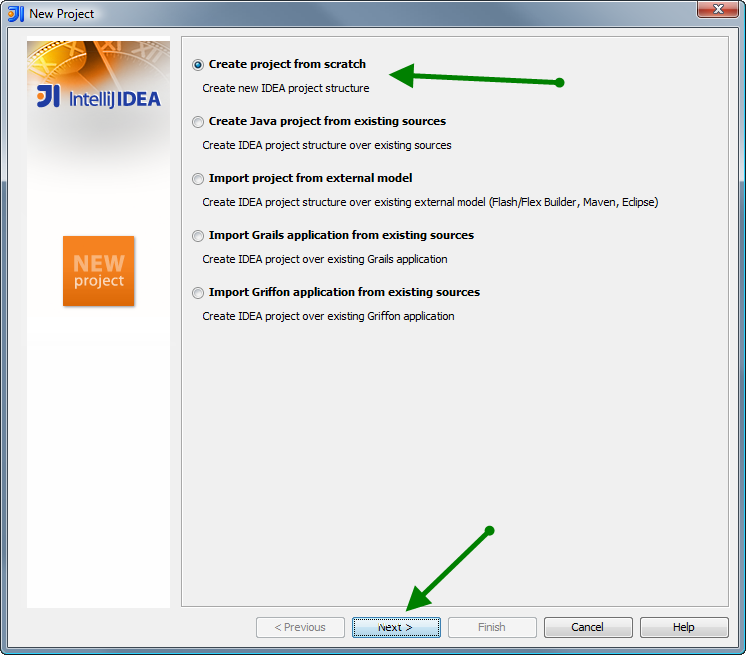 New Project
IntelliJ IDEA
NEW
project
Create project from scratch
Create new IDEA project structure
Create Java project from existing sources
Create IDEA project structure over existing sources
Import project from external model
Create IDEA project structure over existing external model (Flash/Flex Builder, Maven, Eclipse)
Import Grails application from existing sources
Create IDEA project over existing Grails application
Import Griffon application from existing sources
Create IDEA project over existing Griffon application
< Previous Next > Finish Cancel Help